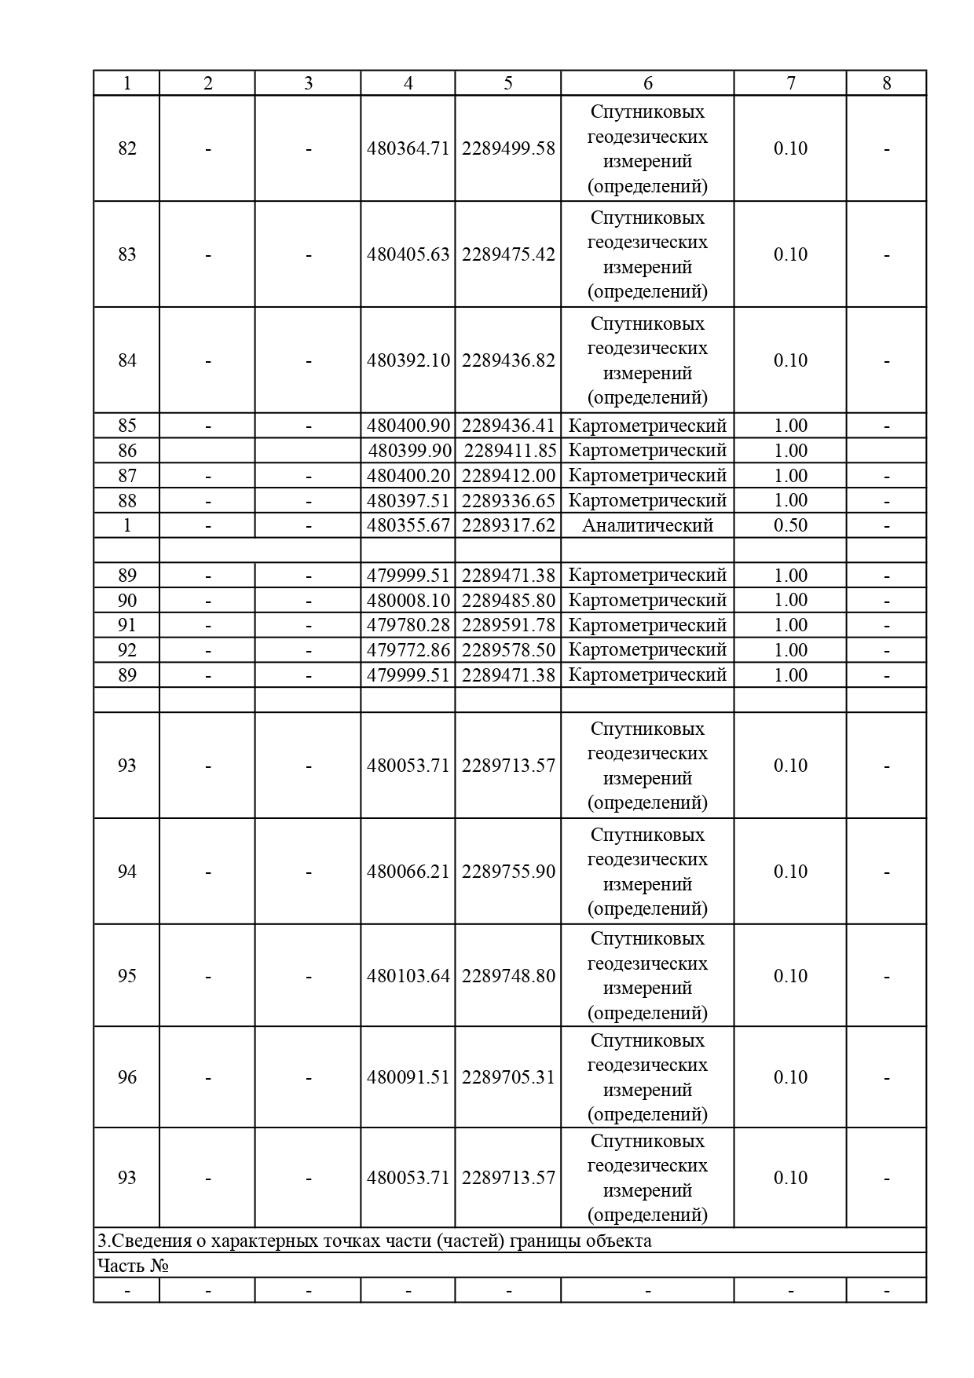 1 2 3 4 5 6 7 8
82 - - 480364.71 2289499.58 Спутниковых геодезических измерений (определений) 0.10 -
83 - - 480405.63 2289475.42 Спутниковых геодезических измерений (определений) 0.10 -
84 - - 480392.10 2289436.82 Спутниковых геодезических измерений (определений) 0.10 -
85 - - 480400.90 2289436.41 Картометрический 1.00 -
86 480399.90 2289411.85 Картометрический 1.00
87 - - 480400.20 2289412.00 Картометрический 1.00 -
88 - - 480397.51 2289336.65 Картометрический 1.00 -
1 - - 480355.67 2289317.62 Аналитический 0.50 -
89 - - 479999.51 2289471.38 Картометрический 1.00 -
90 - - 480008.10 2289485.80 Картометрический 1.00 -
91 - - 479780.28 2289591.78 Картометрический 1.00 -
92 - - 479772.86 2289578.50 Картометрический 1.00 -
89 - - 479999.51 2289471.38 Картометрический 1.00 -
93 - - 480053.71 2289713.57 Спутниковых геодезических измерений (определений) 0.10 -
94 - - 480066.21 2289755.90 Спутниковых геодезических измерений (определений) 0.10 -
95 - - 480103.64 2289748.80 Спутниковых геодезических измерений (определений) 0.10 -
96 - - 480091.51 2289705.31 Спутниковых геодезических измерений (определений) 0.10 -
93 - - 480053.71 2289713.57 Спутниковых геодезических измерений (определений) 0.10 -
3.Сведения о характерных точках части (частей) границы объекта
Часть №
- - - - - - - -